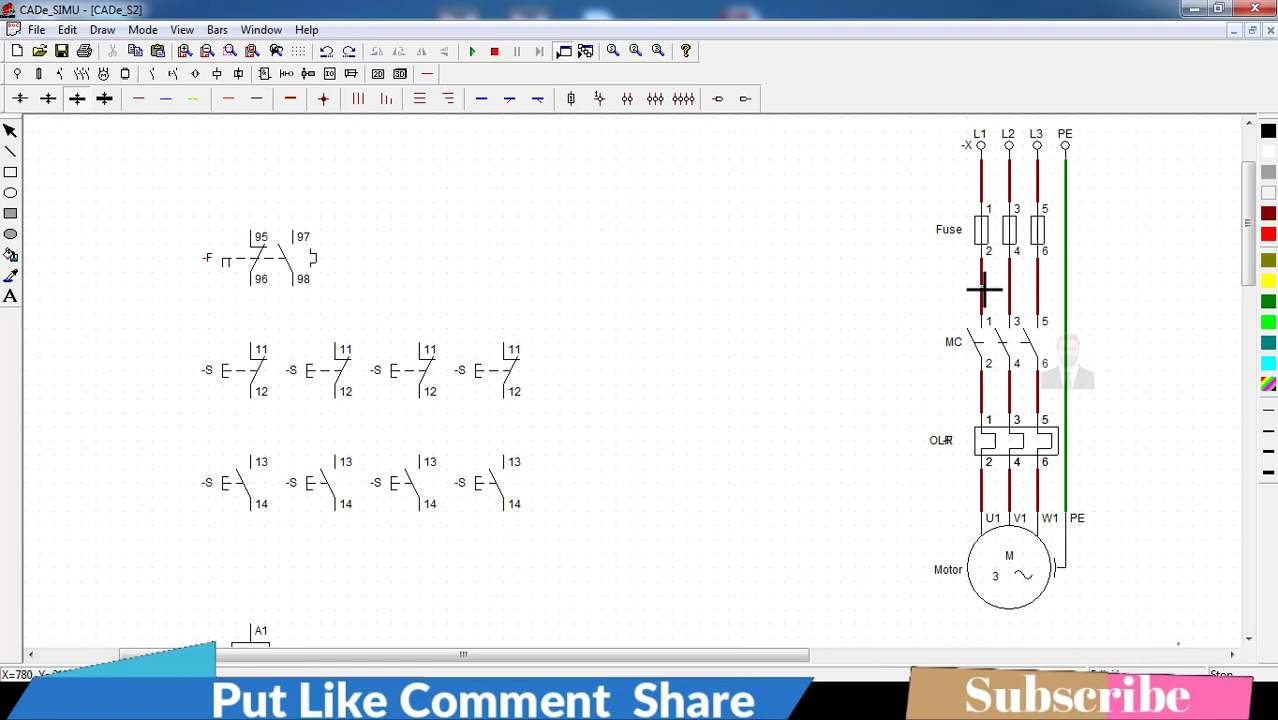 CADe_SIMU - [CADe_S2]
File Edit Draw Mode View Bars Window Help
L1 L2 L3 PE
-X
1 3 5
Fuse
2 4 6
95 97
-F
96 98
1 3 5
MC
2 4 6
11 11 11 11
-S -S -S -S
12 12 12 12
1 3 5
2 4 6
13 13 13 13
-S -S -S -S
14 14 14 14
U1 V1 W1 PE
M
Motor
3
A1
Put Like Comment Share
Subscribe